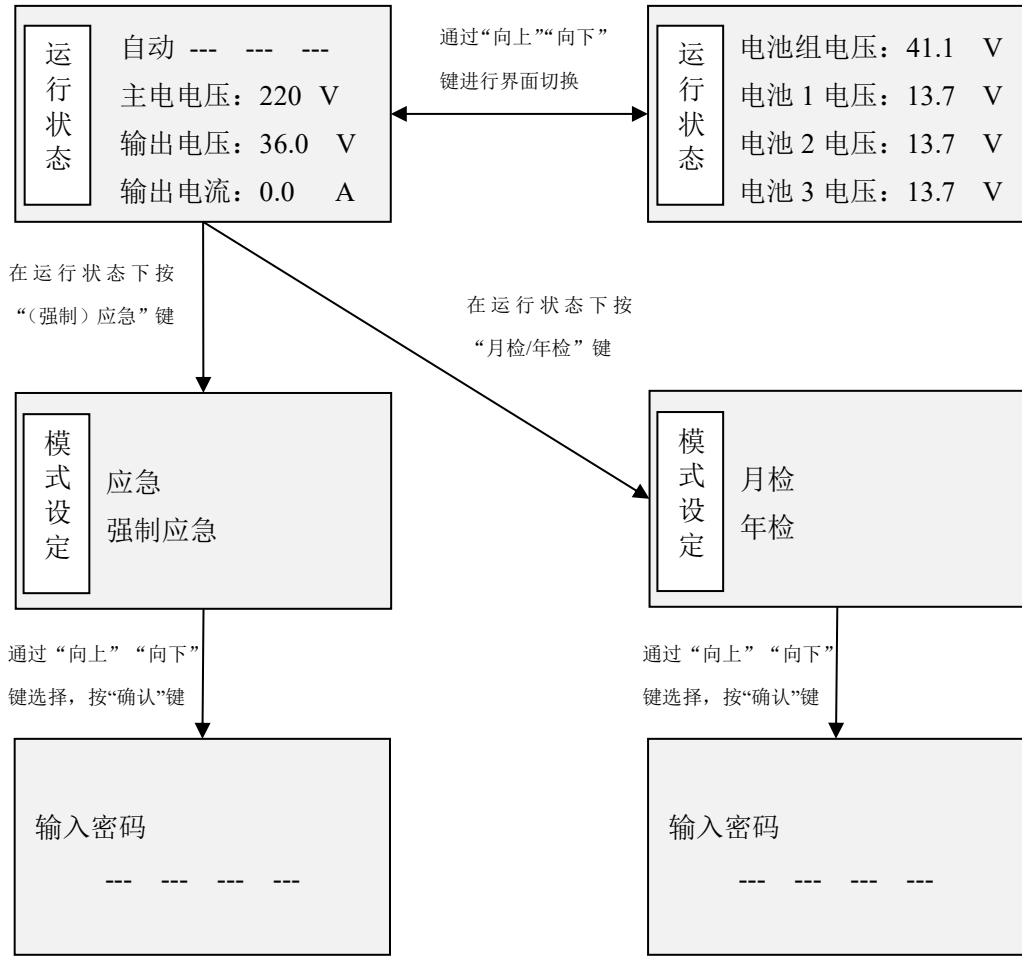 运行状态
自动 --- --- ---
主电电压：220 V
输出电压：36.0 V
输出电流：0.0 A
通过“向上”“向下”
键进行界面切换
运行状态
电池组电压：41.1 V
电池 1 电压：13.7 V
电池 2 电压：13.7 V
电池 3 电压：13.7 V
在运行状态下按
“（强制）应急”键
在运行状态下按
“月检/年检”键
模式设定
应急
强制应急
模式设定
月检
年检
通过“向上”“向下”
键选择，按“确认”键
通过“向上”“向下”
键选择，按“确认”键
输入密码
--- --- --- ---
输入密码
--- --- --- ---